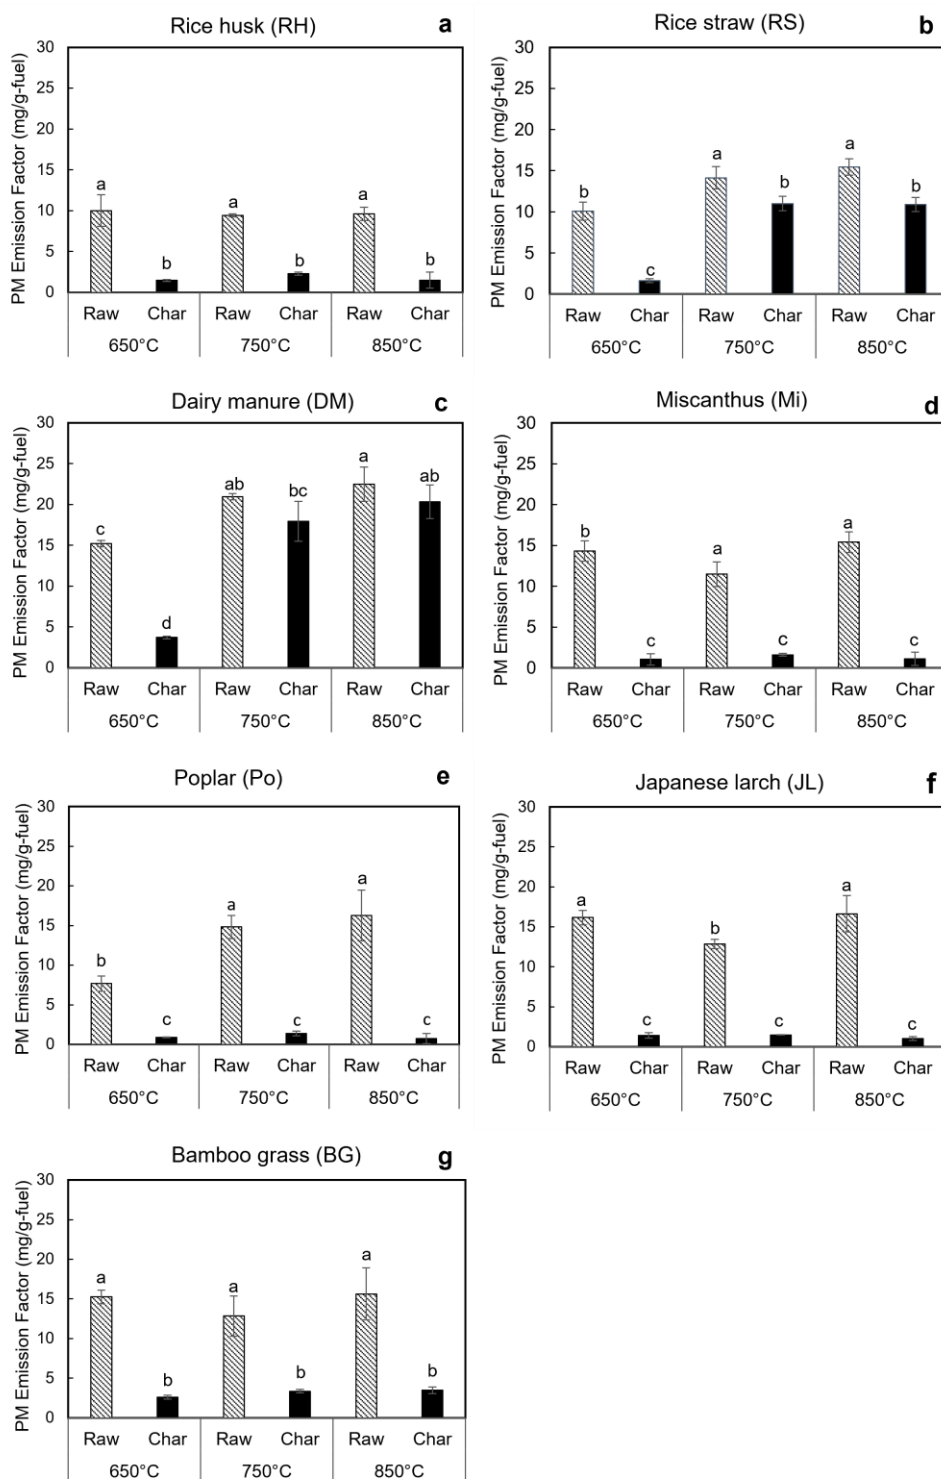 Rice husk (RH) a
PM Emission Factor (mg/g-fuel)
30
25
20
15
10
5
0
a b a b a b
Raw Char Raw Char Raw Char
650°C 750°C 850°C
Rice straw (RS) b
PM Emission Factor (mg/g-fuel)
30
25
20
15
10
5
0
b c a b a b
Raw Char Raw Char Raw Char
650°C 750°C 850°C
Dairy manure (DM) c
PM Emission Factor (mg/g-fuel)
30
25
20
15
10
5
0
c d ab bc a ab
Raw Char Raw Char Raw Char
650°C 750°C 850°C
Miscanthus (Mi) d
PM Emission Factor (mg/g-fuel)
30
25
20
15
10
5
0
b c a c a c
Raw Char Raw Char Raw Char
650°C 750°C 850°C
Poplar (Po) e
PM Emission Factor (mg/g-fuel)
30
25
20
15
10
5
0
b c a c a c
Raw Char Raw Char Raw Char
650°C 750°C 850°C
Japanese larch (JL) f
PM Emission Factor (mg/g-fuel)
30
25
20
15
10
5
0
a c b c a c
Raw Char Raw Char Raw Char
650°C 750°C 850°C
Bamboo grass (BG) g
PM Emission Factor (mg/g-fuel)
30
25
20
15
10
5
0
a b a b a b
Raw Char Raw Char Raw Char
650°C 750°C 850°C